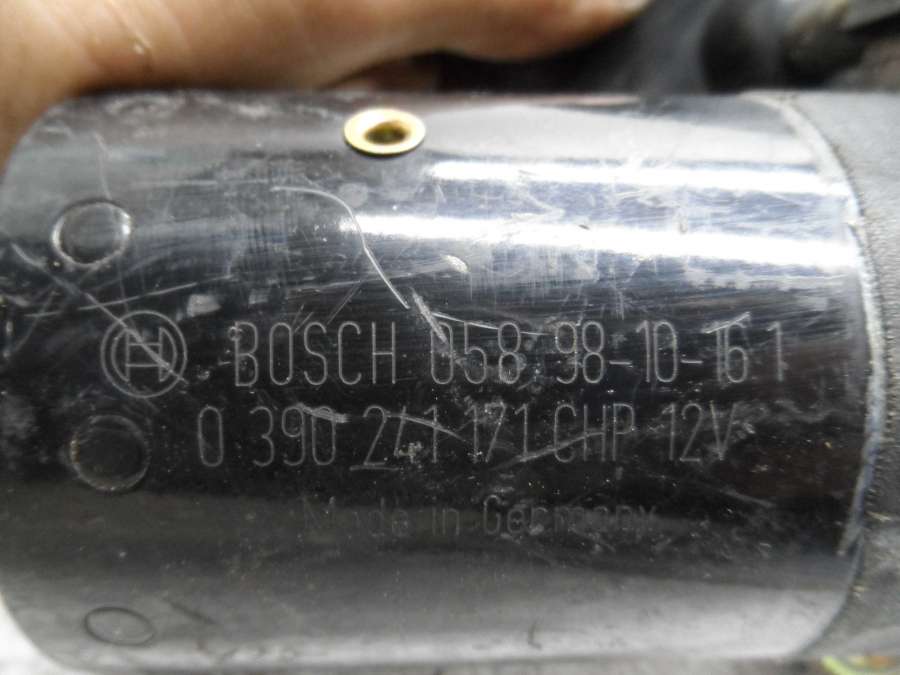 BOSCH 058 98-10-16 1
0 390 241 171 CHP 12V
Made in Germany